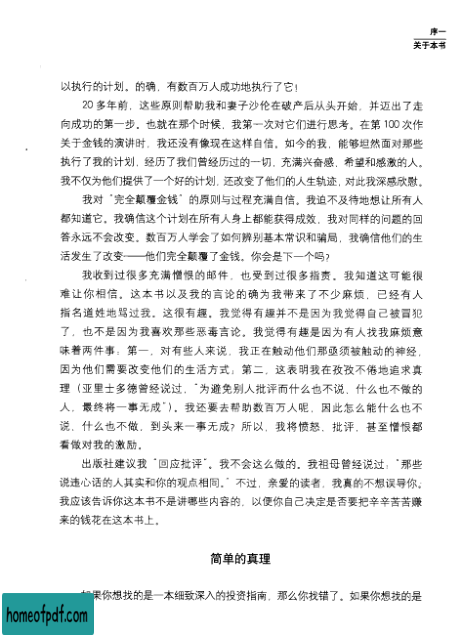 序一
关于本书
以执行的计划。的确，有数百万人成功地执行了它！
20 多年前，这些原则帮助我和妻子沙伦在破产后从头开始，并迈出了走
向成功的第一步。也就在那个时候，我第一次对它们进行思考。在第 100 次作
关于金钱的演讲时，我还没有像现在这样自信。如今的我，能够坦然面对那些
执行了我的计划，经历了我们曾经历过的一切，充满兴奋感，希望和感激的人。
我不仅为他们提供了一个好的计划，还改变了他们的人生轨迹，对此我深感欣慰。
我对“完全颠覆金钱”的原则与过程充满自信。我迫不及待地想让所有人
都知道它。我确信这个计划在所有人身上都能获得成效，我对同样的问题的回
答永远不会改变。数百万人学会了如何辨别基本常识和骗局，我确信他们的生
活发生了改变——他们完全颠覆了金钱。你会是下一个吗？
我收到过很多充满憎恨的邮件，也受到过很多指责。我知道这可能很
难让你相信。这本书以及我的言论的确为我带来了不少麻烦，已经有人
指名道姓地骂过我。这很有趣。我觉得有趣并不是因为我觉得自己被冒犯
了，也不是因为我喜欢那些恶毒言论。我觉得有趣是因为有人找我麻烦意
味着两件事：第一，对有些人来说，我正在触动他们那亟须被触动的神经，
因为他们需要改变他们的生活方式；第二，这表明我在孜孜不倦地追求真
理（亚里士多德曾经说过，“为避免别人批评而什么也不说，什么也不做的
人，最终将一事无成”）。我还要去帮助数百万人呢，因此怎么能什么也不
说，什么也不做，到头来一事无成？所以，我将愤怒，批评，甚至憎恨都
看做对我的激励。
出版社建议我“回应批评”。我不会这么做的。我祖母曾经说过：“那些
说违心话的人其实和你的观点相同。”不过，亲爱的读者，我真的不想误导你，
我应该告诉你这本书不是讲哪些内容的，以便你自己决定是否要把辛辛苦苦赚
来的钱花在这本书上。
简单的真理
如果你想找的是一本细致深入的投资指南，那么你找错了。如果你想找的是
homeofpdf.com